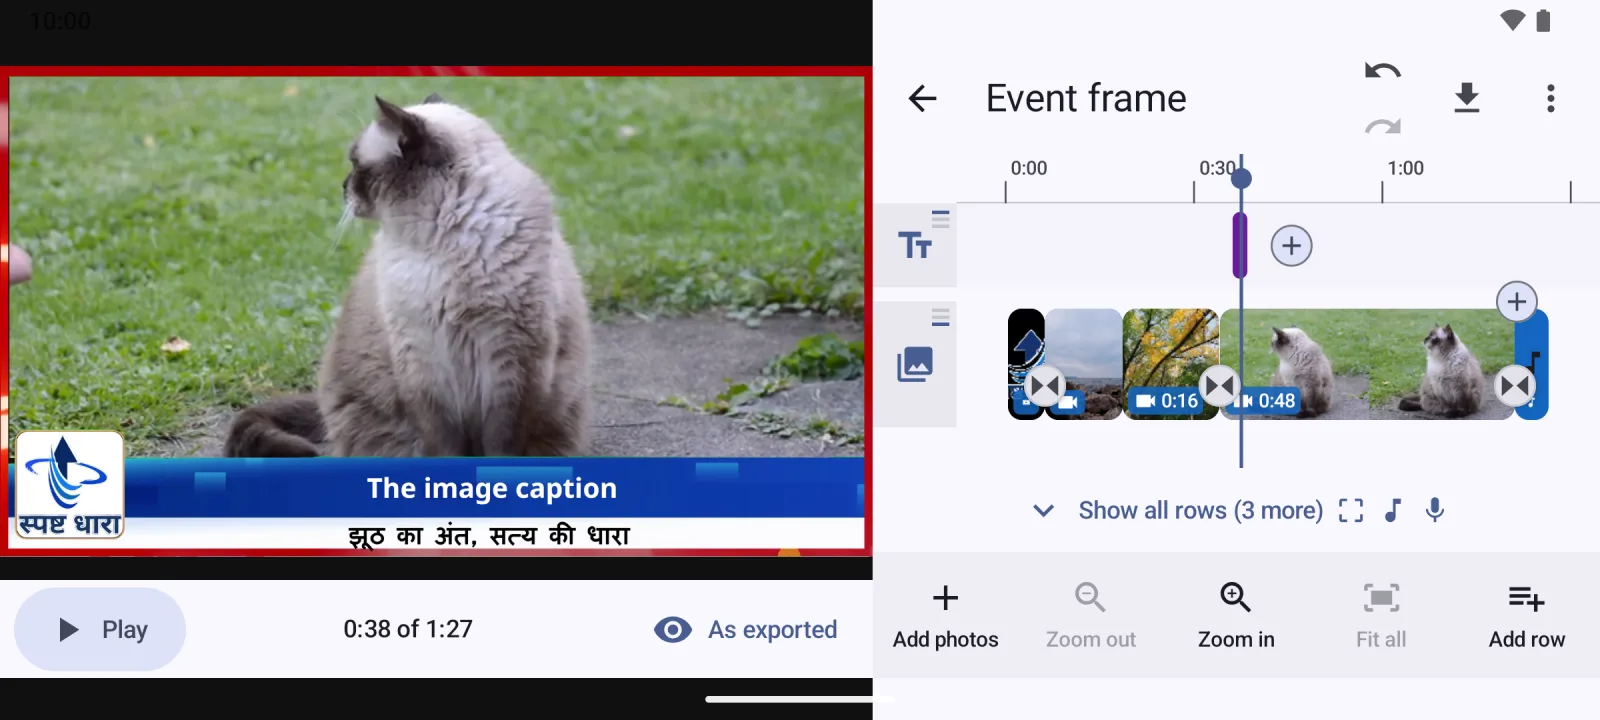 10:00
Event frame
0:00
0:30
1:00
0:16
0:48
The image caption
स्पष्ट धारा
झूठ का अंत, सत्य की धारा
Show all rows (3 more)
Play
0:38 of 1:27
As exported
Add photos
Zoom out
Zoom in
Fit all
Add row